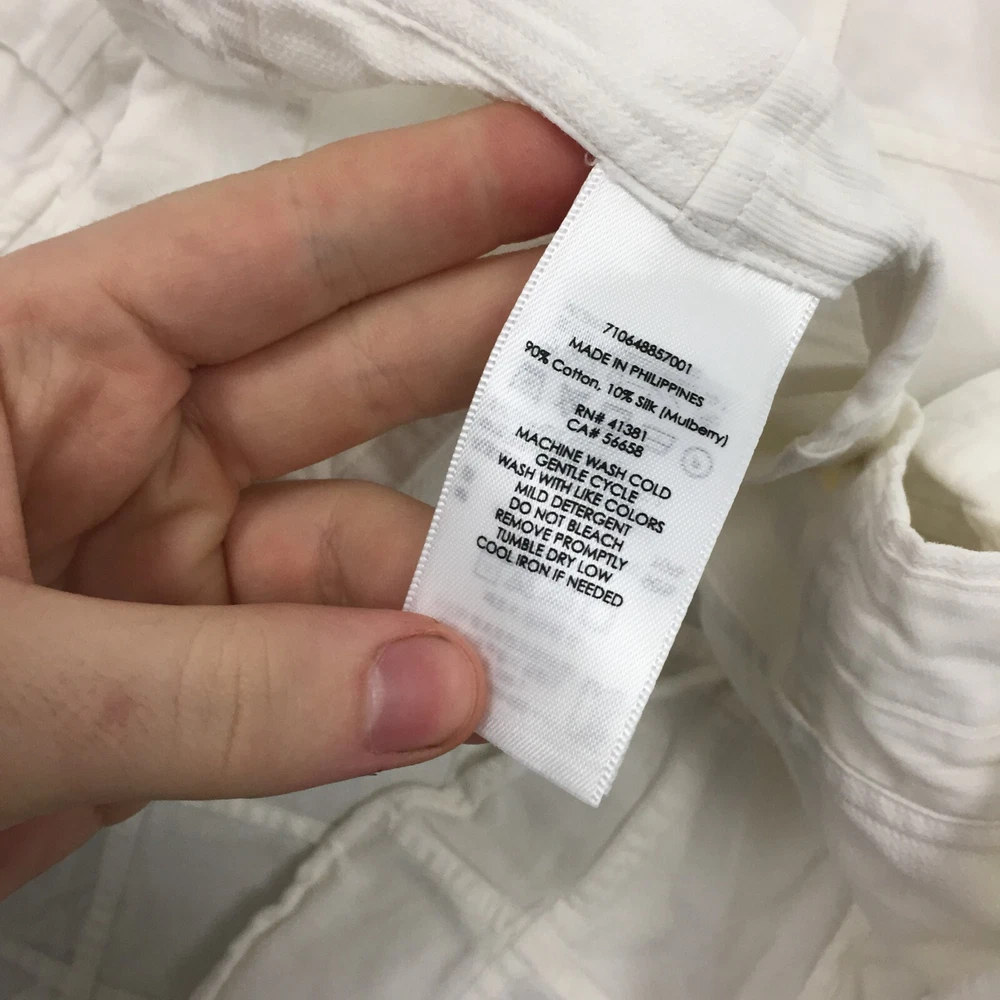 710648857001
MADE IN PHILIPPINES
90% Cotton, 10% Silk (Mulberry)
RN# 41381
CA# 56658
MACHINE WASH COLD
GENTLE CYCLE
WASH WITH LIKE COLORS
MILD DETERGENT
DO NOT BLEACH
REMOVE PROMPTLY
TUMBLE DRY LOW
COOL IRON IF NEEDED